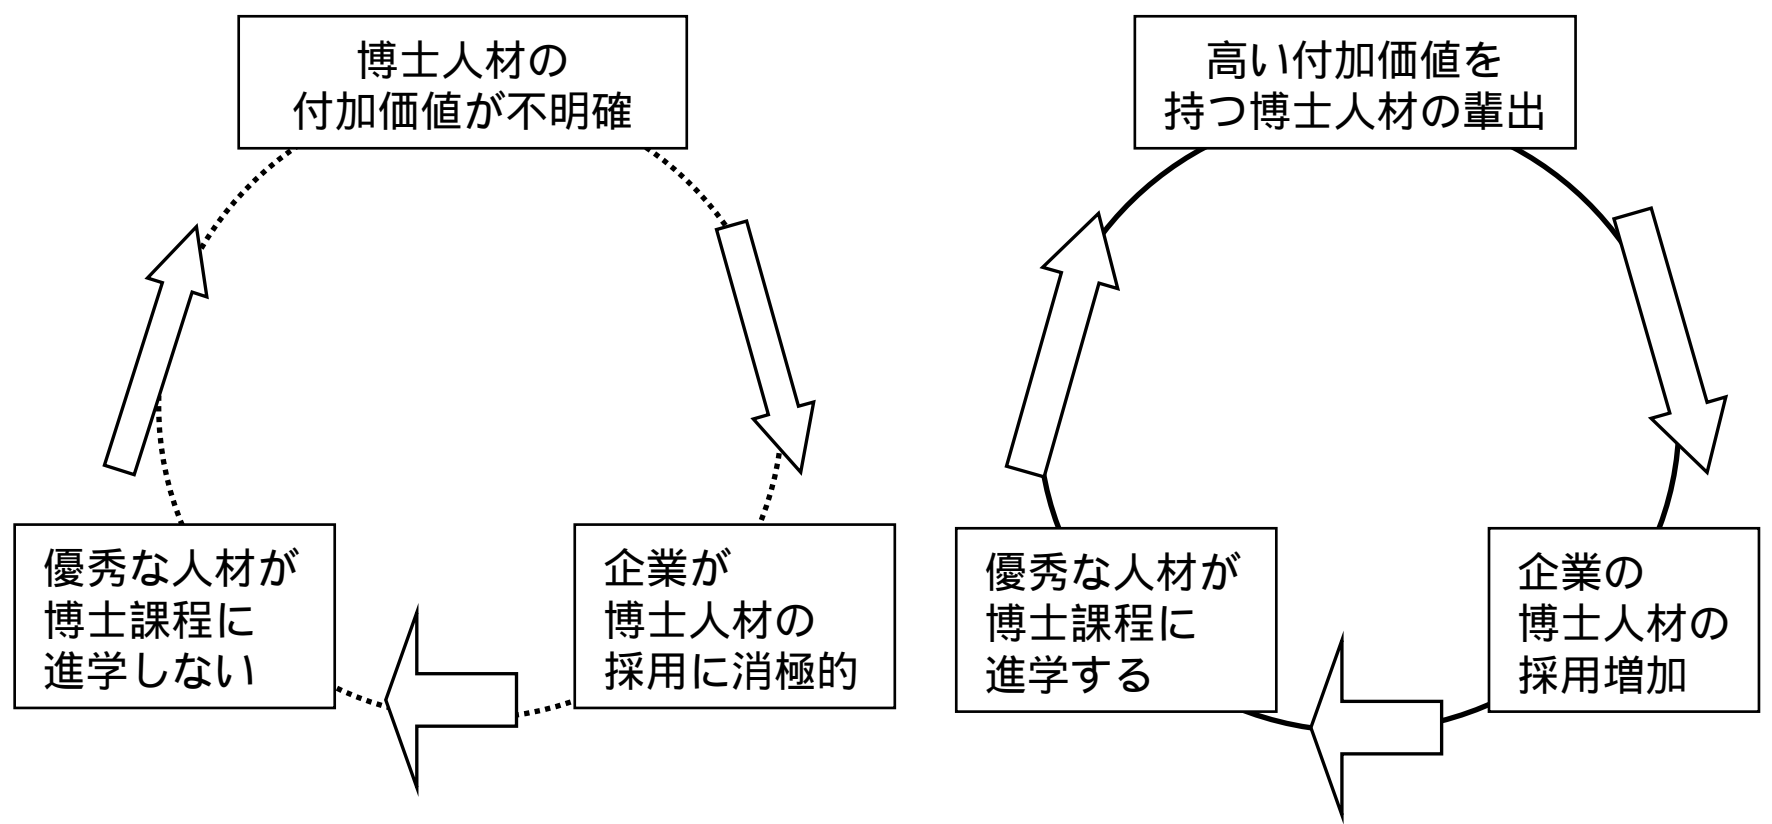 博士人材の
付加価値が不明確
優秀な人材が
博士課程に
進学しない
企業が
博士人材の
採用に消極的
高い付加価値を
持つ博士人材の輩出
優秀な人材が
博士課程に
進学する
企業の
博士人材の
採用増加